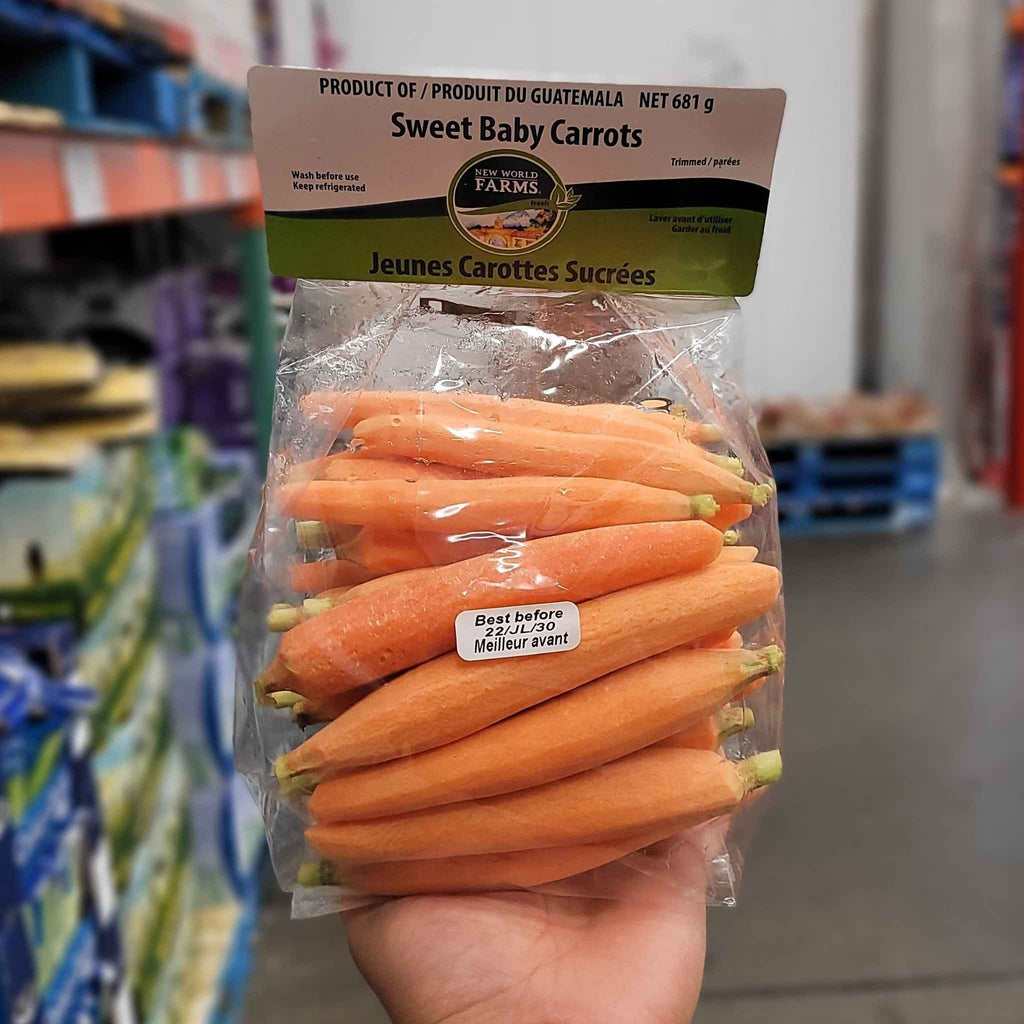 PRODUCT OF / PRODUIT DU GUATEMALA NET 681 g
Sweet Baby Carrots
Trimmed / parées
Wash before use
Keep refrigerated
NEW WORLD
FARMS
fresh
Laver avant d'utiliser
Garder au froid
Jeunes Carottes Sucrées
Best before
22/JL/30
Meilleur avant